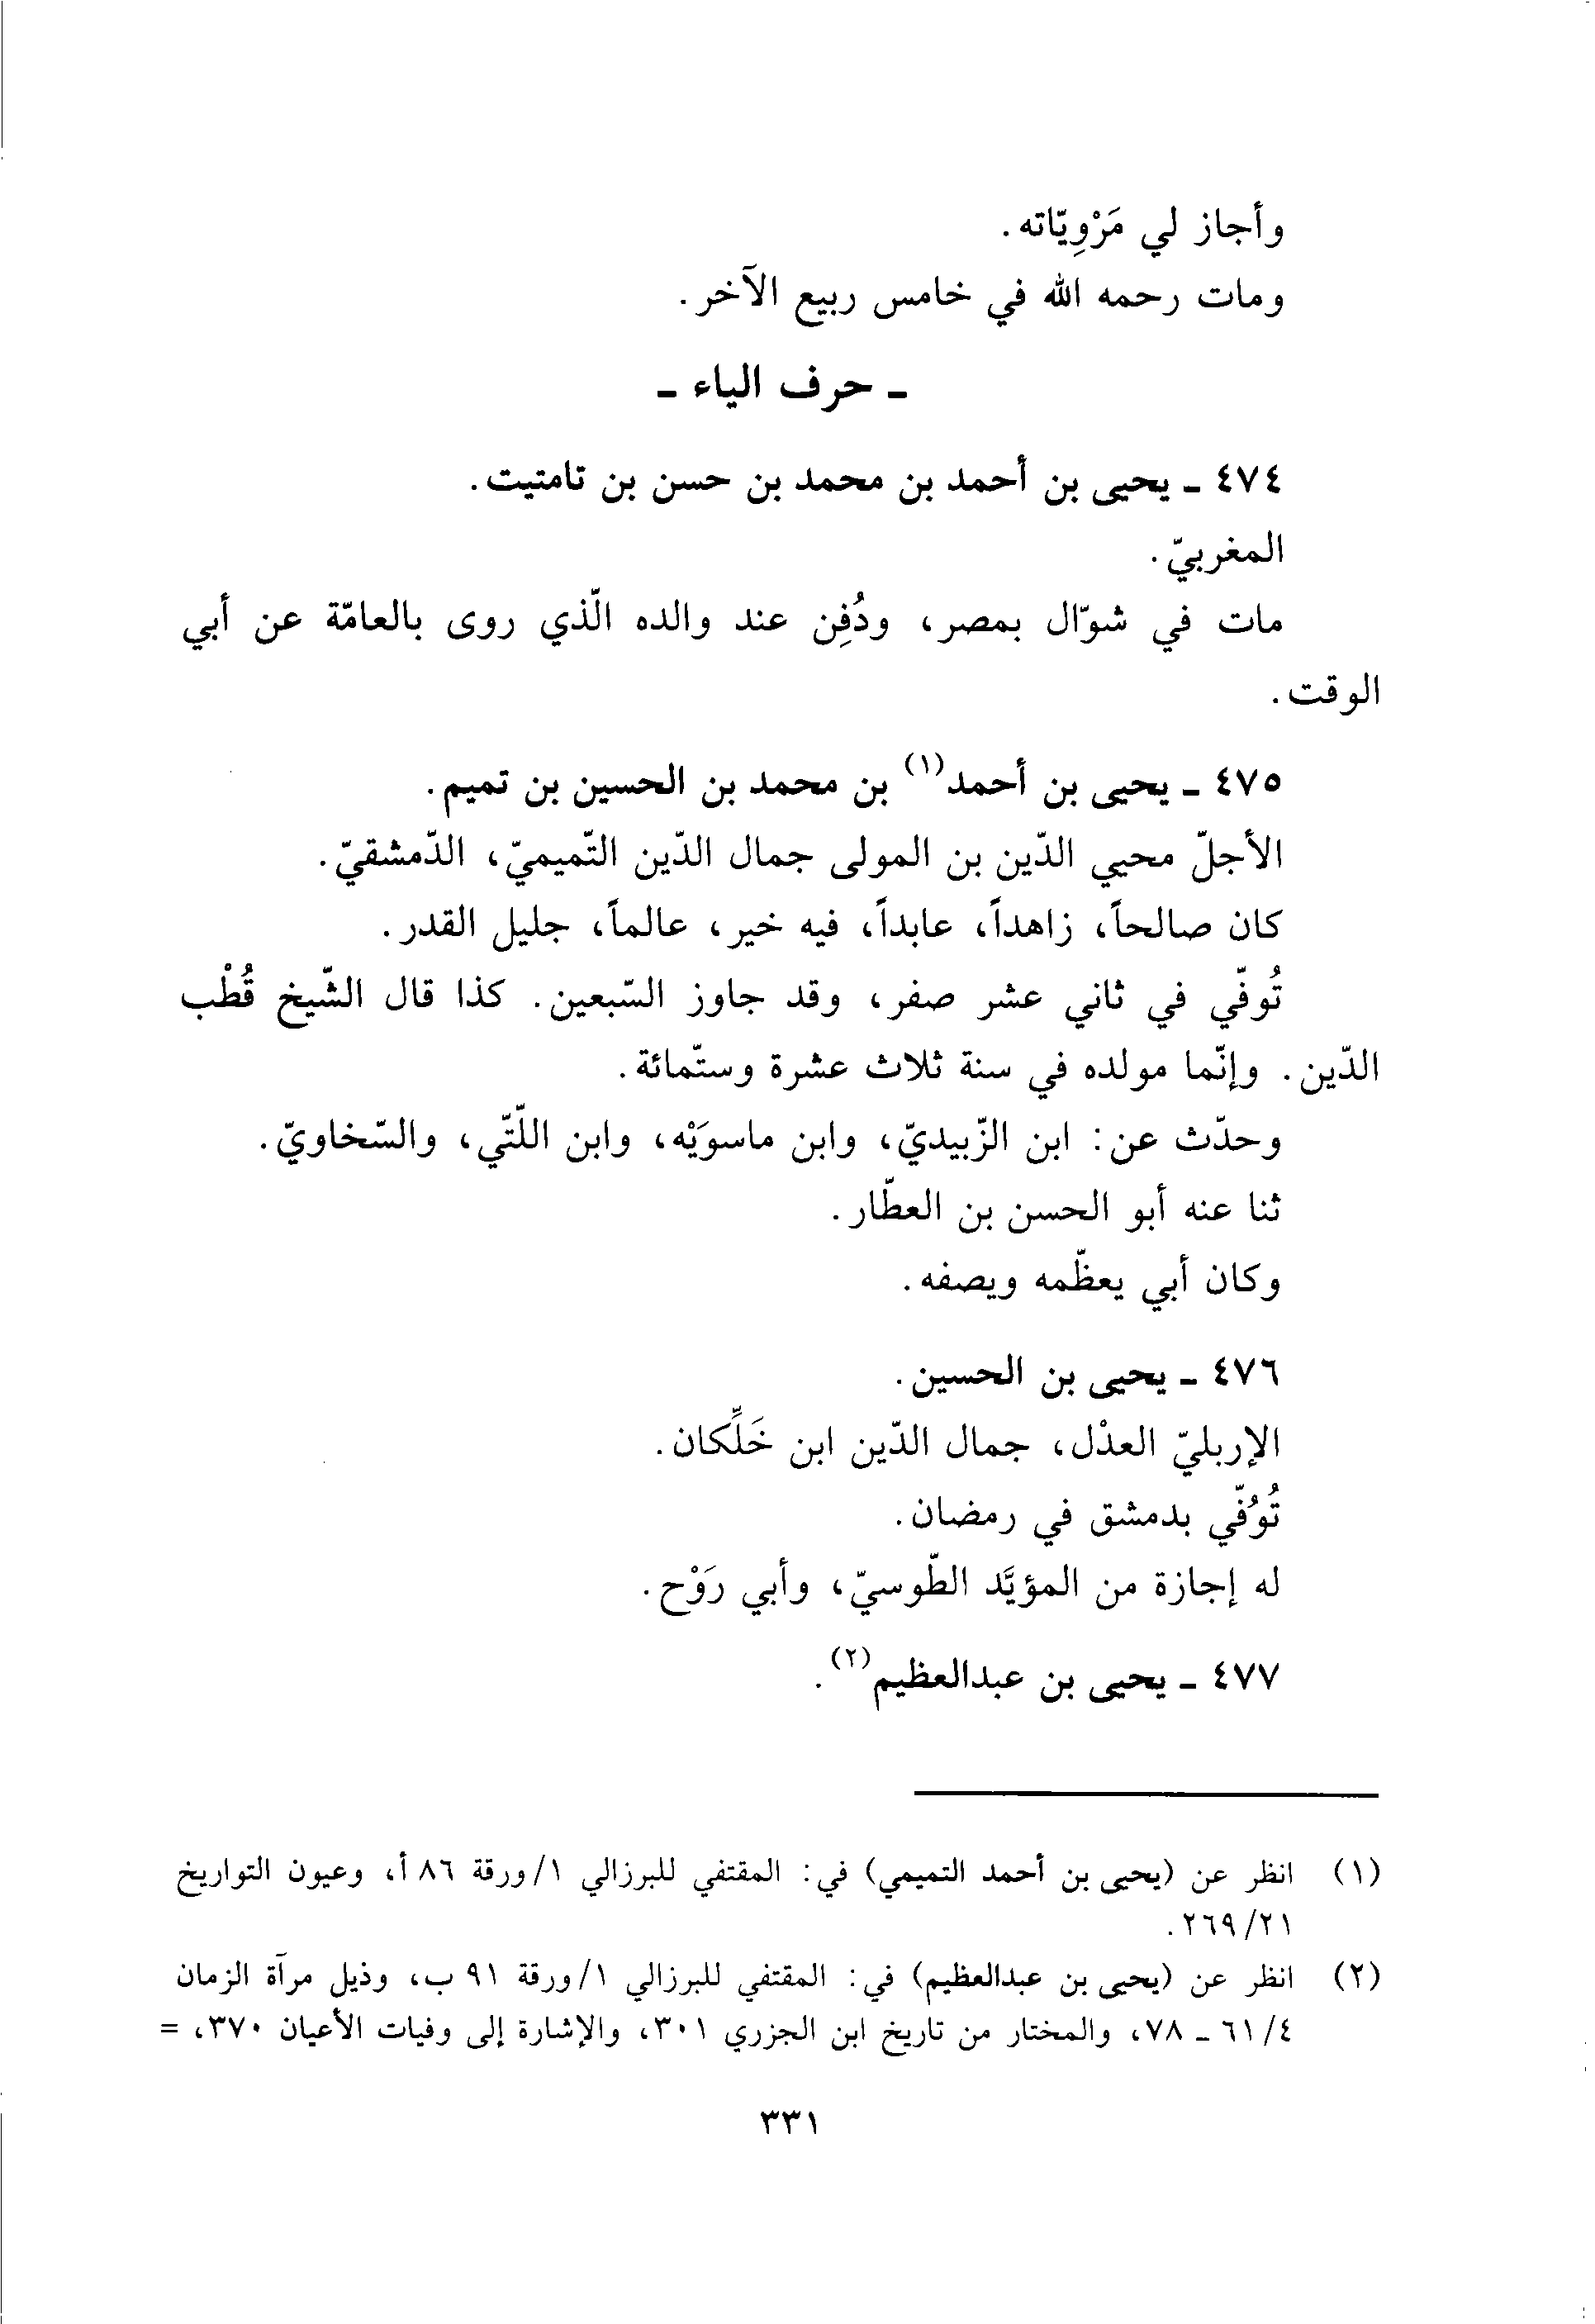 وأجاز لي مَرْوِيّاته.
ومات رحمه الله في خامس ربيع الآخر.
ـ حرف الياء ـ
٤٧٤ ـ يحيى بن أحمد بن محمد بن حسن بن تامتيت.
المغربيّ.
مات في شوّال بمصر، ودُفِن عند والده الّذي روى بالعامّة عن أبي
الوقت.
٤٧٥ ـ يحيى بن أحمد(١) بن محمد بن الحسين بن تميم.
الأجلّ محيي الدّين بن المولى جمال الدّين التّميميّ، الدّمشقيّ.
كان صالحاً، زاهداً، عابداً، فيه خير، عالماً، جليل القدر.
تُوفّي في ثاني عشر صفر، وقد جاوز السّبعين. كذا قال الشّيخ قُطْب
الدّين. وإنّما مولده في سنة ثلاث عشرة وستّمائة.
وحدّث عن: ابن الزّبيديّ، وابن ماسوَيْه، وابن اللّتّي، والسّخاويّ.
ثنا عنه أبو الحسن بن العطّار.
وكان أبي يعظّمه ويصفه.
٤٧٦ ـ يحيى بن الحسين.
الإربليّ العدْل، جمال الدّين ابن خَلِّكان.
تُوُفّي بدمشق في رمضان.
له إجازة من المؤيَّد الطّوسيّ، وأبي رَوْح.
٤٧٧ ـ يحيى بن عبدالعظيم(٢).
(١) انظر عن (يحيى بن أحمد التميمي) في: المقتفي للبرزالي ١/ورقة ٨٦ أ، وعيون التواريخ
٢١/٢٦٩.
(٢) انظر عن (يحيى بن عبدالعظيم) في: المقتفي للبرزالي ١/ورقة ٩١ ب، وذيل مرآة الزمان
٤/٦١ ـ ٧٨، والمختار من تاريخ ابن الجزري ٣٠١، والإشارة إلى وفيات الأعيان ٣٧٠، =
٣٣١